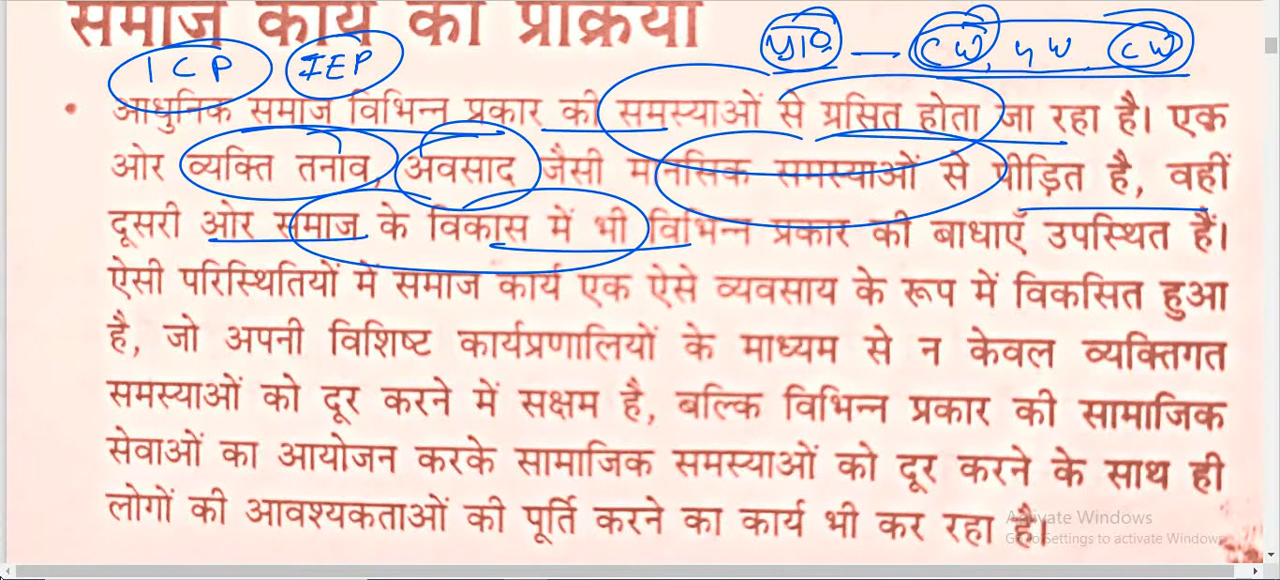 समाज कार्य की प्रक्रिया
ICP IEP CW, GW CW
आधुनिक समाज विभिन्न प्रकार की समस्याओं से ग्रसित होता जा रहा है। एक
ओर व्यक्ति तनाव, अवसाद जैसी मानसिक समस्याओं से पीड़ित है, वहीं
दूसरी ओर समाज के विकास में भी विभिन्न प्रकार की बाधाएँ उपस्थित हैं।
ऐसी परिस्थितियों में समाज कार्य एक ऐसे व्यवसाय के रूप में विकसित हुआ
है, जो अपनी विशिष्ट कार्यप्रणालियों के माध्यम से न केवल व्यक्तिगत
समस्याओं को दूर करने में सक्षम है, बल्कि विभिन्न प्रकार की सामाजिक
सेवाओं का आयोजन करके सामाजिक समस्याओं को दूर करने के साथ ही
लोगों की आवश्यकताओं की पूर्ति करने का कार्य भी कर रहा है।
Activate Windows
Go to Settings to activate Windows.